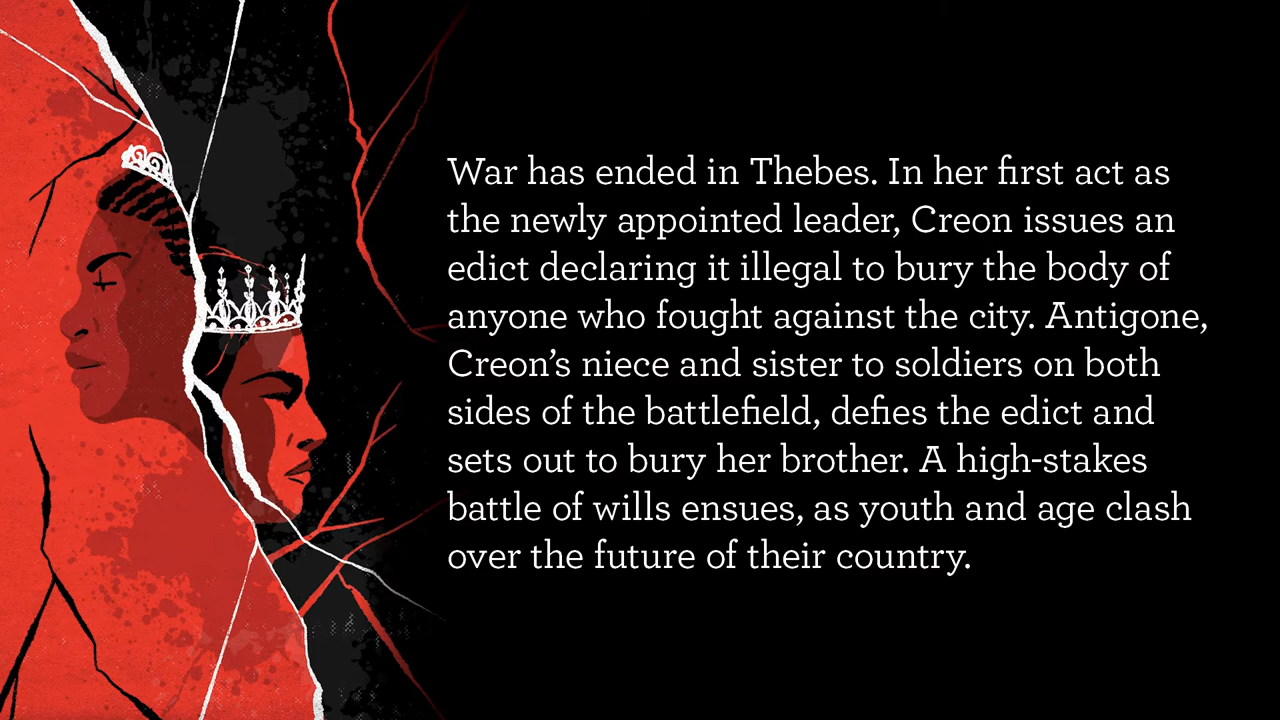 War has ended in Thebes. In her first act as
the newly appointed leader, Creon issues an
edict declaring it illegal to bury the body of
anyone who fought against the city. Antigone,
Creon’s niece and sister to soldiers on both
sides of the battlefield, defies the edict and
sets out to bury her brother. A high-stakes
battle of wills ensues, as youth and age clash
over the future of their country.